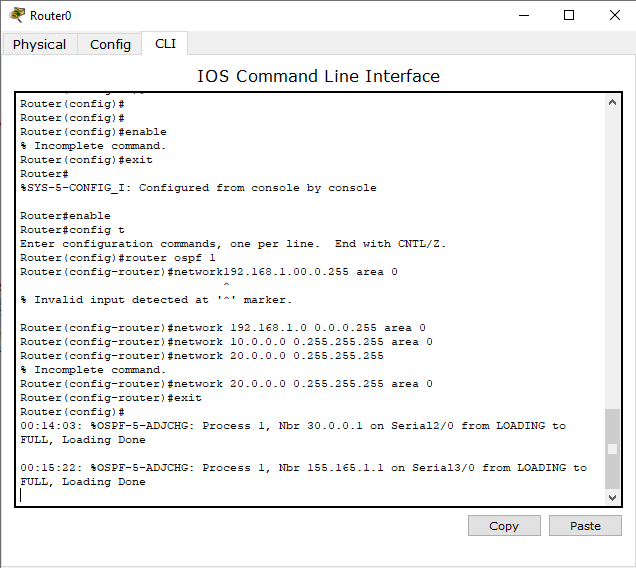 Router0
Physical
Config
CLI
IOS Command Line Interface
Router(config)#
Router(config)#
Router(config)#enable
% Incomplete command.
Router(config)#exit
Router#
%SYS-5-CONFIG_I: Configured from console by console
Router#enable
Router#config t
Enter configuration commands, one per line.  End with CNTL/Z.
Router(config)#router ospf 1
Router(config-router)#network192.168.1.00.0.255 area 0
^
% Invalid input detected at '^' marker.
Router(config-router)#network 192.168.1.0 0.0.0.255 area 0
Router(config-router)#network 10.0.0.0 0.255.255.255 area 0
Router(config-router)#network 20.0.0.0 0.255.255.255
% Incomplete command.
Router(config-router)#network 20.0.0.0 0.255.255.255 area 0
Router(config-router)#exit
Router(config)#
00:14:03: %OSPF-5-ADJCHG: Process 1, Nbr 30.0.0.1 on Serial2/0 from LOADING to
FULL, Loading Done
00:15:22: %OSPF-5-ADJCHG: Process 1, Nbr 155.165.1.1 on Serial3/0 from LOADING to
FULL, Loading Done
Copy
Paste